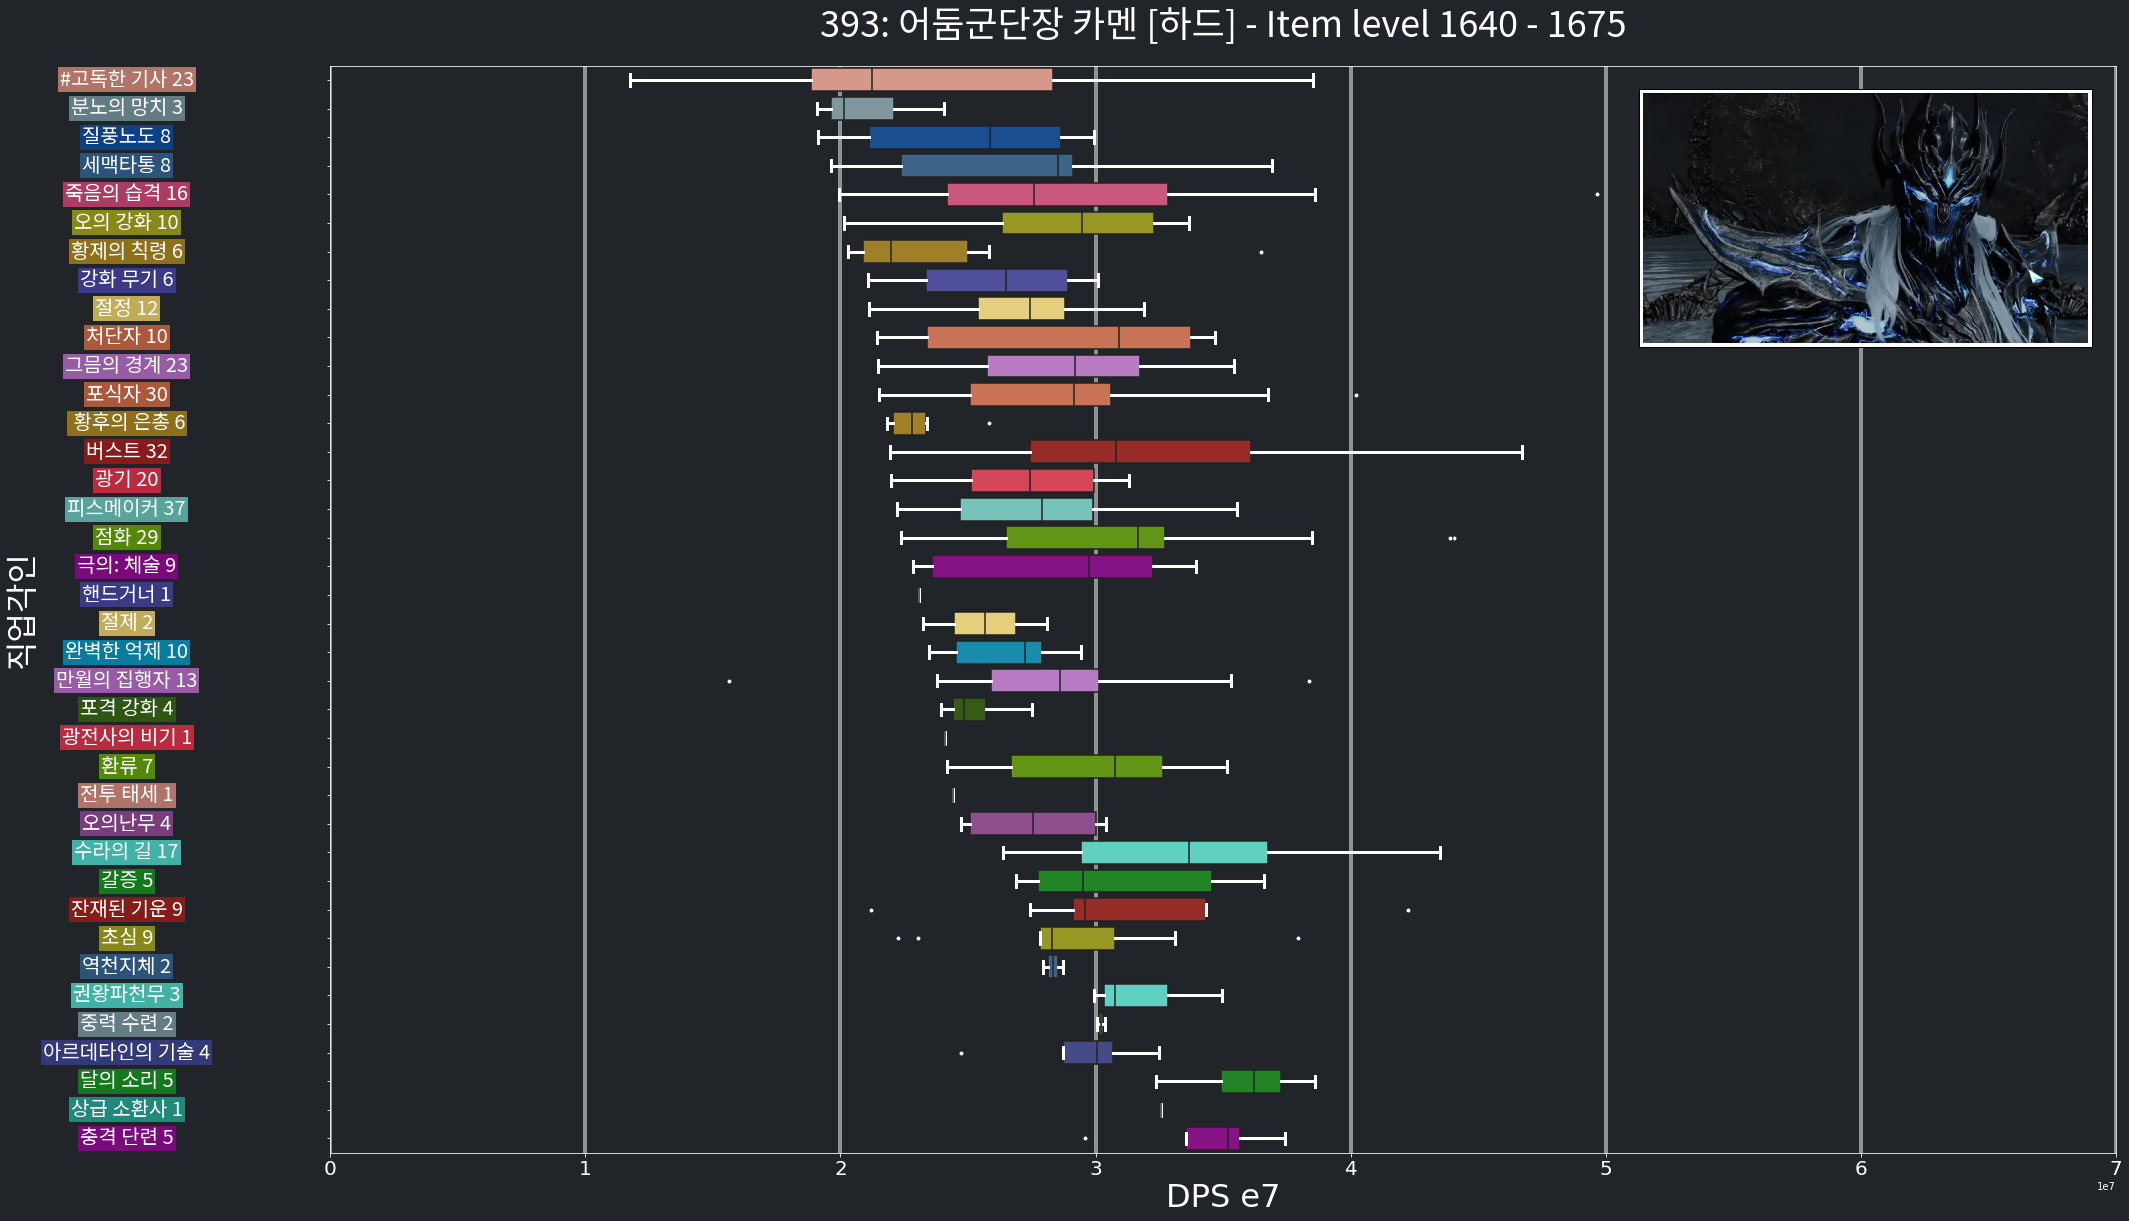 393: 어둠군단장 카멘 [하드] - Item level 1640 - 1675
직업각인
#고독한 기사 23
분노의 망치 3
질풍노도 8
세맥타통 8
죽음의 습격 16
오의 강화 10
황제의 칙령 6
강화 무기 6
절정 12
처단자 10
그믐의 경계 23
포식자 30
황후의 은총 6
버스트 32
광기 20
피스메이커 37
점화 29
극의: 체술 9
핸드거너 1
절제 2
완벽한 억제 10
만월의 집행자 13
포격 강화 4
광전사의 비기 1
환류 7
전투 태세 1
오의난무 4
수라의 길 17
갈증 5
잔재된 기운 9
초심 9
역천지체 2
권왕파천무 3
중력 수련 2
아르데타인의 기술 4
달의 소리 5
상급 소환사 1
충격 단련 5
0 1 2 3 4 5 6 7
1e7
DPS e7